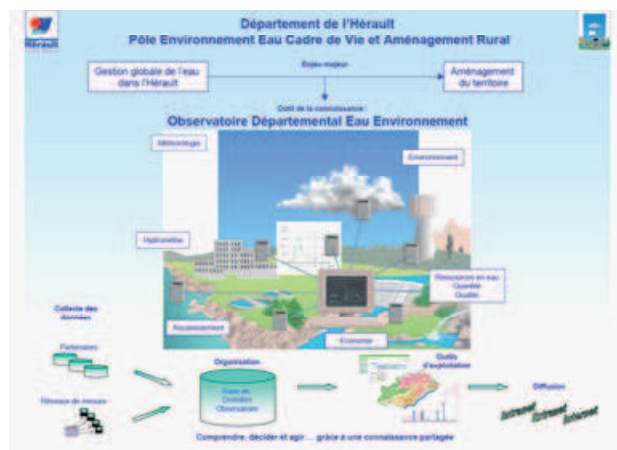 Département de l'Hérault
Pôle Environnement Eau Cadre de Vie et Aménagement Rural
Hérault
Gestion globale de l'eau
dans l'Hérault
Enjeu majeur
Aménagement
du territoire
Outil de la connaissance :
Observatoire Départemental Eau Environnement
Météorologie
Environnement
Hydrométrie
Ressources en eau
Quantité
Qualité
Assainissement
Economie
Collecte des
données
Partenaires
Réseaux de mesure
Organisation
Base de
Données
Observatoire
Outils
d'exploitation
Diffusion
Intranet
Extranet
Internet
Comprendre, décider et agir ... grâce à une connaissance partagée